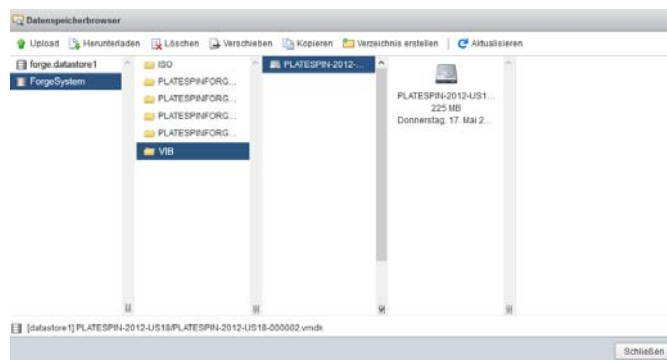 Datenspeicherbrowser
Upload Herunterladen Löschen Verschieben Kopieren Verzeichnis erstellen Aktualisieren
forge.datastore1
ForgeSystem
ISO
PLATESPINFORG...
PLATESPINFORG...
PLATESPINFORG...
PLATESPINFORG...
VIB
PLATESPIN-2012-...
PLATESPIN-2012-US1...
225 MB
Donnerstag, 17. Mai 2...
[datastore1] PLATESPIN-2012-US18/PLATESPIN-2012-US18-000002.vmdk
Schließen